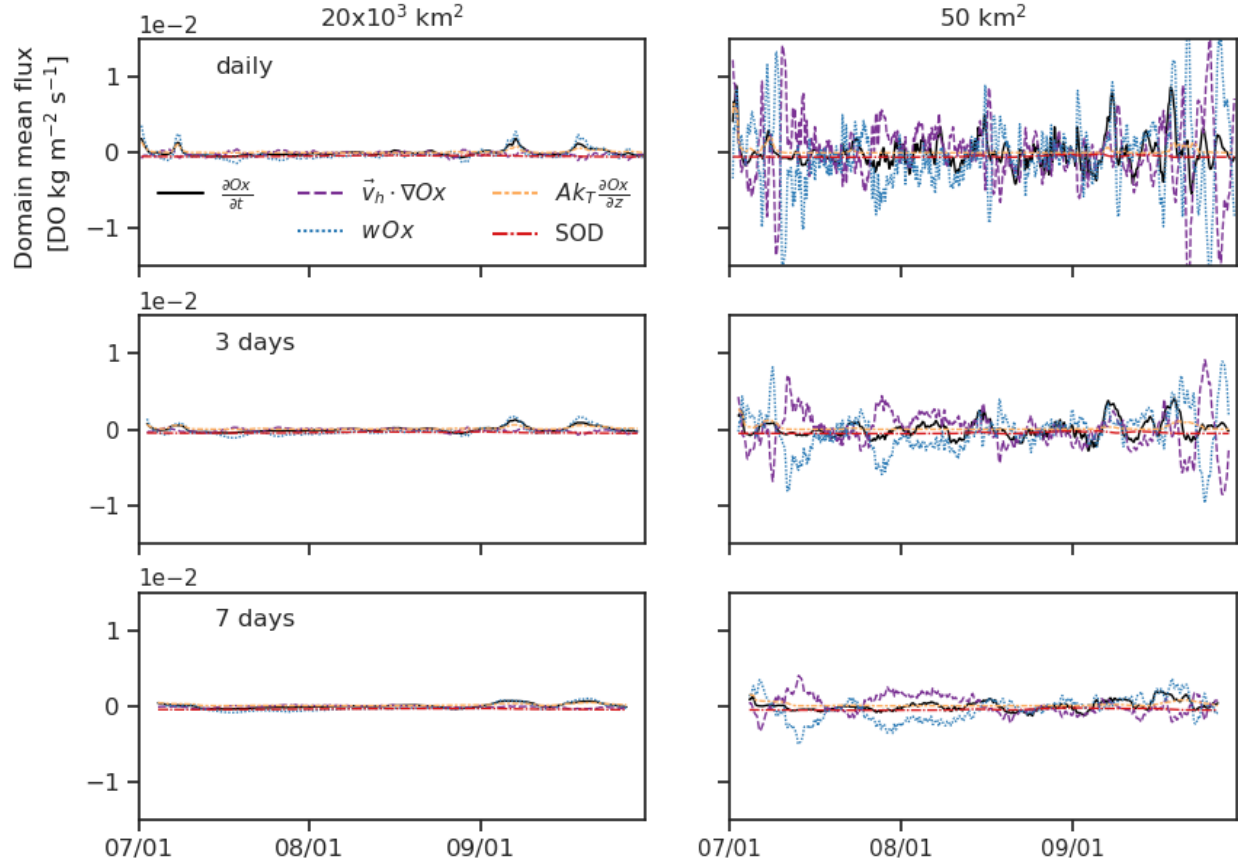 20x10³ km²
50 km²
1e−2
Domain mean flux
[DO kg m⁻² s⁻¹]
daily
1
0
−1
∂Ox/∂t
v⃗ₕ · ∇Ox
Akᴛ ∂Ox/∂z
wOx
SOD
1e−2
3 days
1
0
−1
1e−2
7 days
1
0
−1
07/01
08/01
09/01
07/01
08/01
09/01